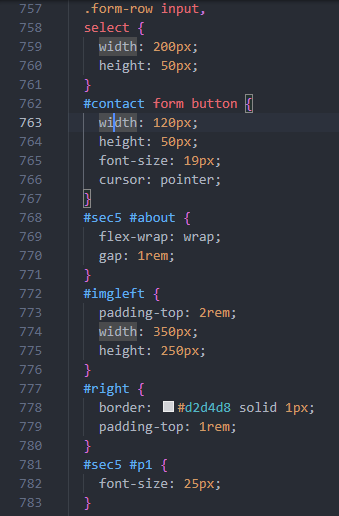 757 .form-row input,
758 select {
759 width: 200px;
760 height: 50px;
761 }
762 #contact form button {
763 width: 120px;
764 height: 50px;
765 font-size: 19px;
766 cursor: pointer;
767 }
768 #sec5 #about {
769 flex-wrap: wrap;
770 gap: 1rem;
771 }
772 #imgleft {
773 padding-top: 2rem;
774 width: 350px;
775 height: 250px;
776 }
777 #right {
778 border: #d2d4d8 solid 1px;
779 padding-top: 1rem;
780 }
781 #sec5 #p1 {
782 font-size: 25px;
783 }